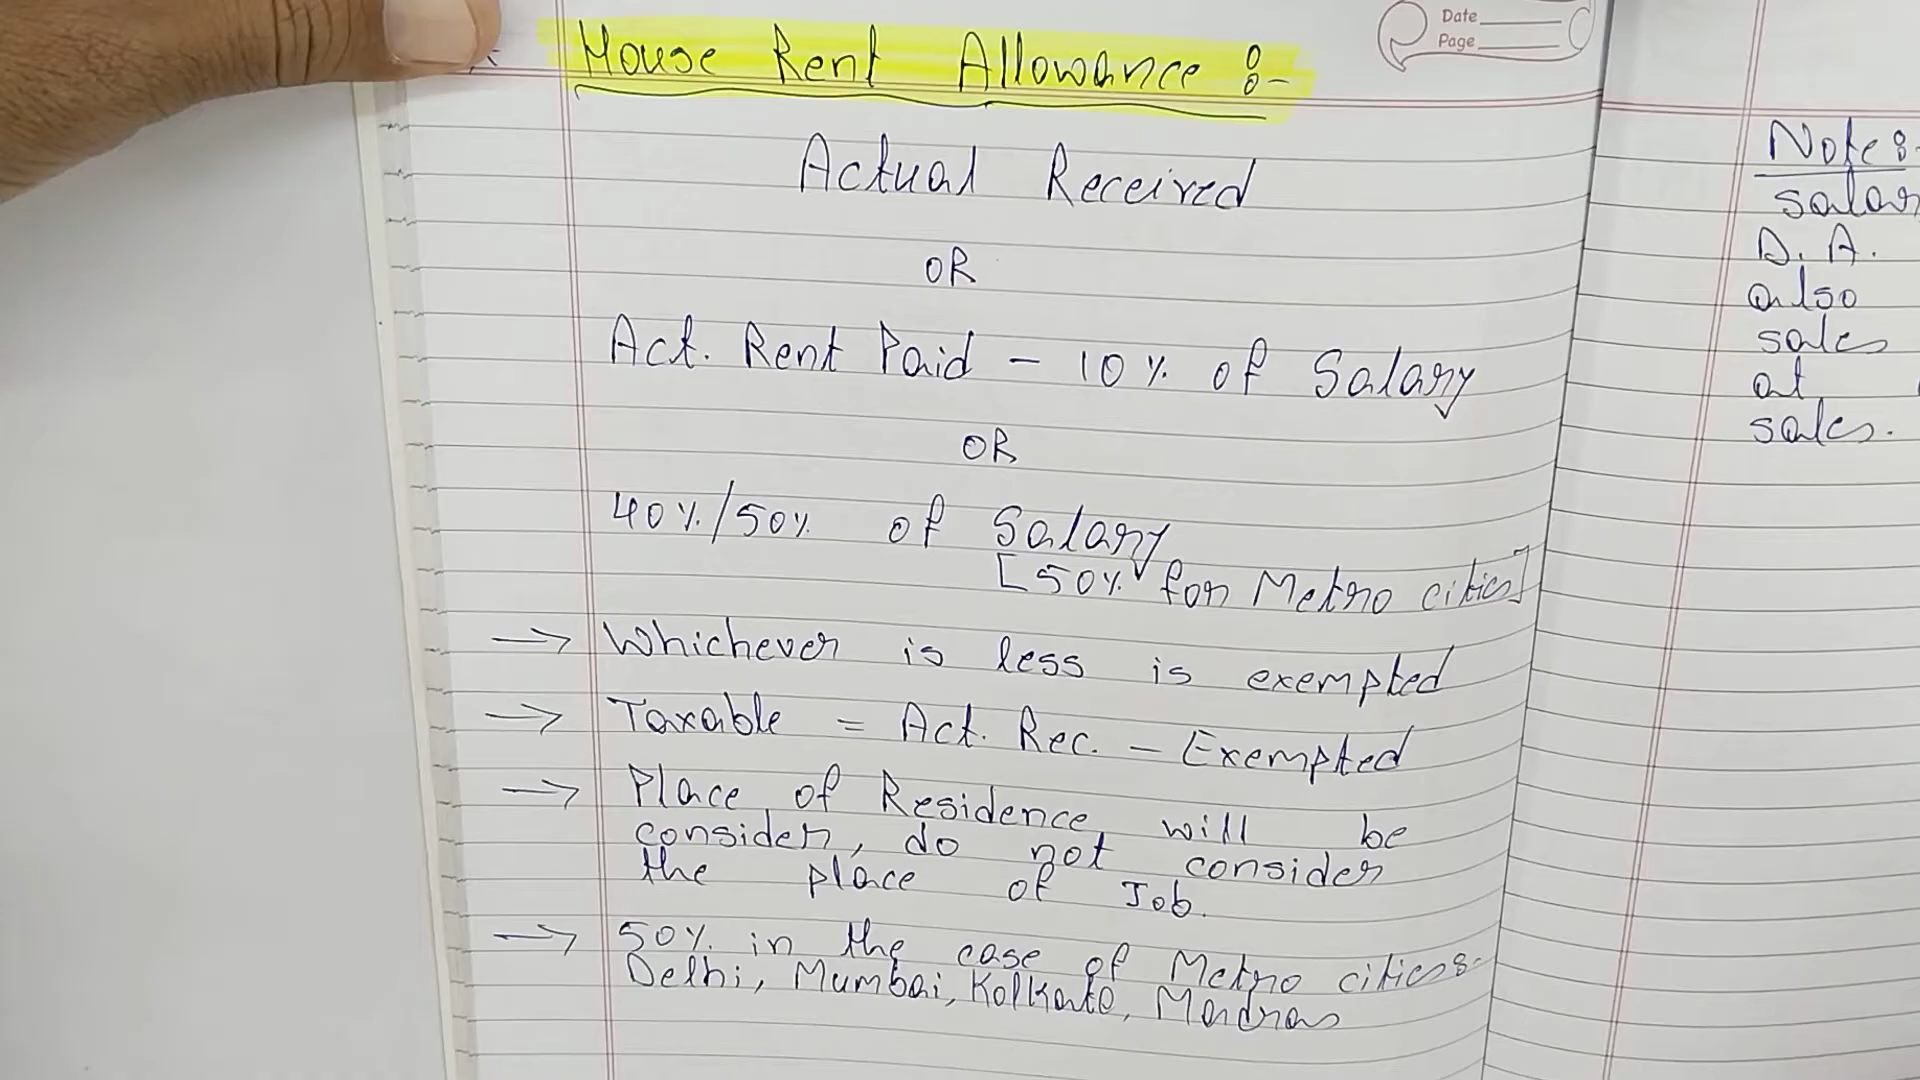 Date
Page
House Rent Allowance :-
Actual Received
OR
Act. Rent Paid - 10% of Salary
OR
40%/50% of Salary
[50% for Metro cities]
→ Whichever is less is exempted
→ Taxable = Act. Rec. - Exempted
→ Place of Residence will be
consider, do not consider
the place of Job.
→ 50% in the case of Metro cities:-
Delhi, Mumbai, Kolkata, Madras
Note:-
salar
D. A.
also
sales
at
sales.